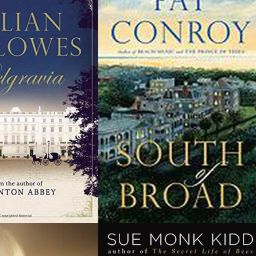 LIAN
LOWES
lgravia
m the author of
NTON ABBEY
PAT
CONROY
Author of BEACH MUSIC and THE PRINCE OF TIDES
SOUTH
of
BROAD
SUE MONK KIDD
author of The Secret Life of Bees